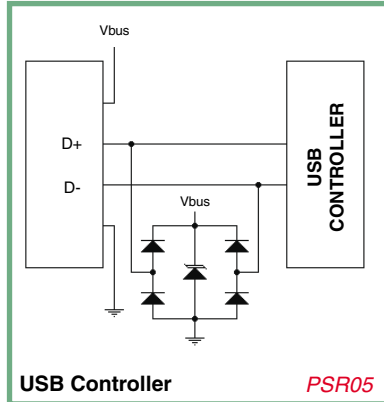 Vbus
D+
D-
Vbus
USB
CONTROLLER
USB Controller
PSR05